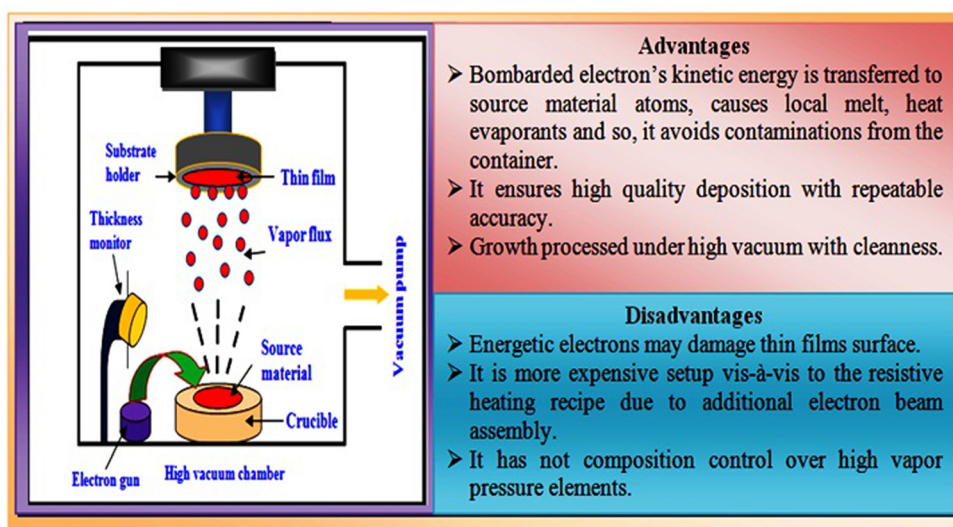 Substrate
holder
Thin film
Thickness
monitor
Vapor flux
Vacuum pump
Source
material
Crucible
Electron gun
High vacuum chamber
Advantages
➢ Bombarded electron's kinetic energy is transferred to
source material atoms, causes local melt, heat
evaporants and so, it avoids contaminations from the
container.
➢ It ensures high quality deposition with repeatable
accuracy.
➢ Growth processed under high vacuum with cleanness.
Disadvantages
➢ Energetic electrons may damage thin films surface.
➢ It is more expensive setup vis-à-vis to the resistive
heating recipe due to additional electron beam
assembly.
➢ It has not composition control over high vapor
pressure elements.